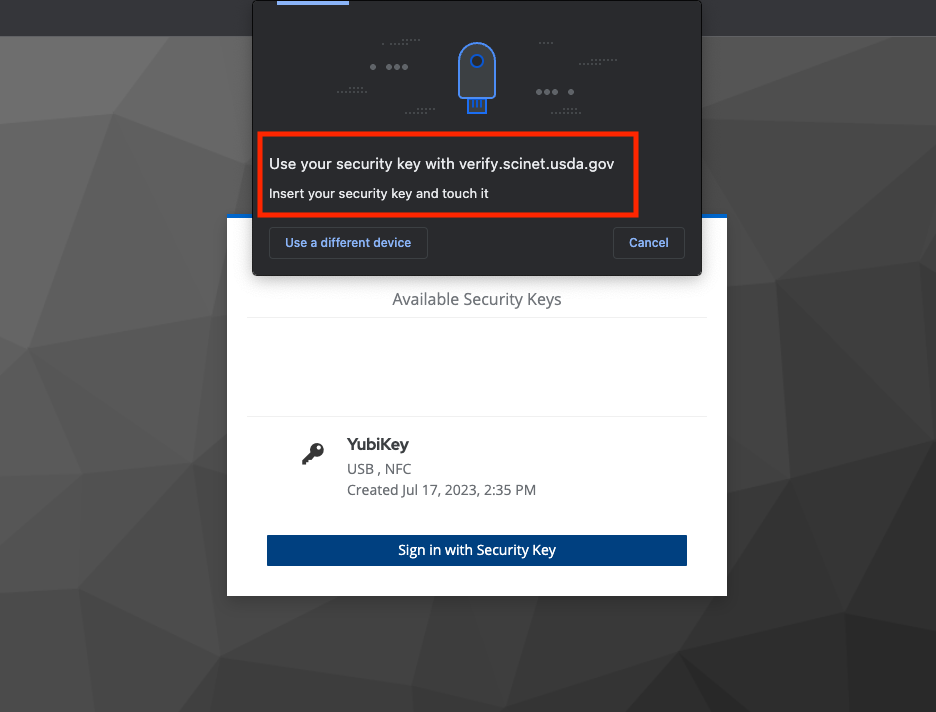 Use your security key with verify.scinet.usda.gov
Insert your security key and touch it
Use a different device
Cancel
Available Security Keys
YubiKey
USB , NFC
Created Jul 17, 2023, 2:35 PM
Sign in with Security Key